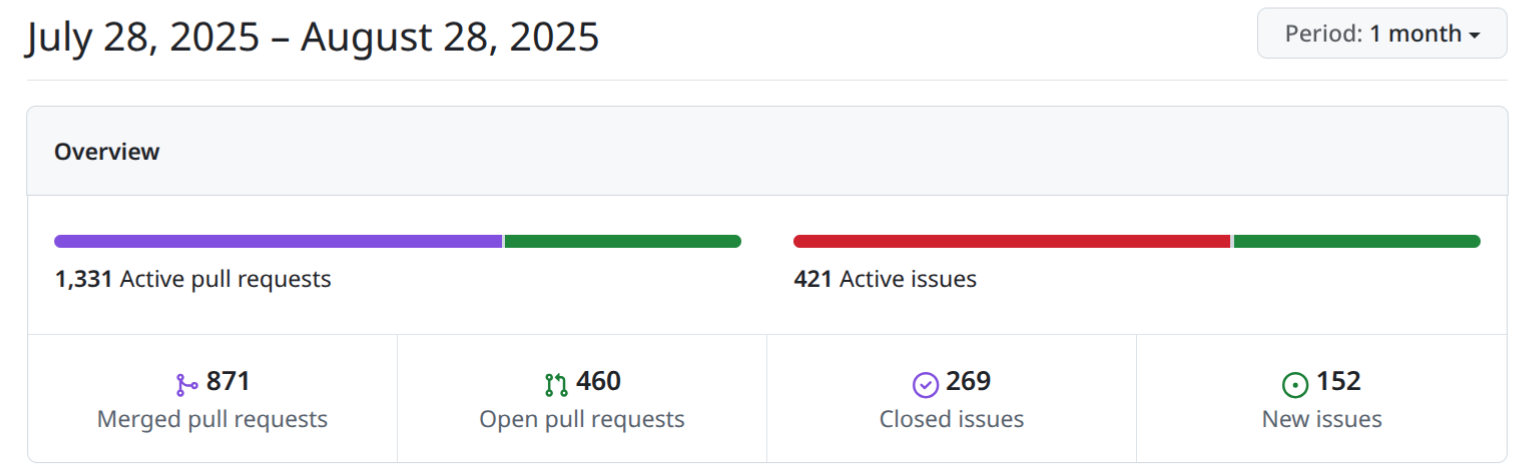 July 28, 2025 – August 28, 2025
Period: 1 month
Overview
1,331 Active pull requests
421 Active issues
871
Merged pull requests
460
Open pull requests
269
Closed issues
152
New issues